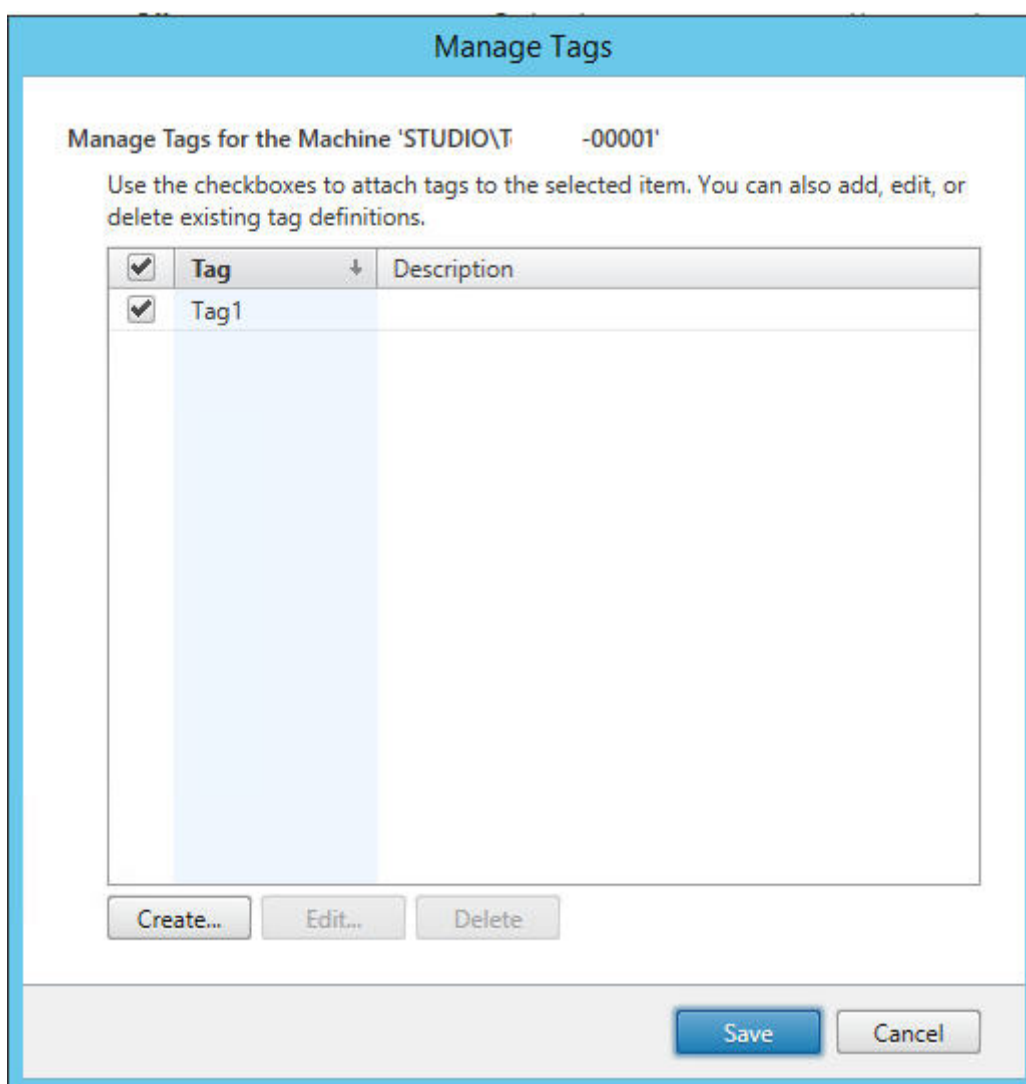 Manage Tags
Manage Tags for the Machine 'STUDIO\T -00001'
Use the checkboxes to attach tags to the selected item. You can also add, edit, or
delete existing tag definitions.
Tag Description
Tag1
Create... Edit... Delete
Save Cancel